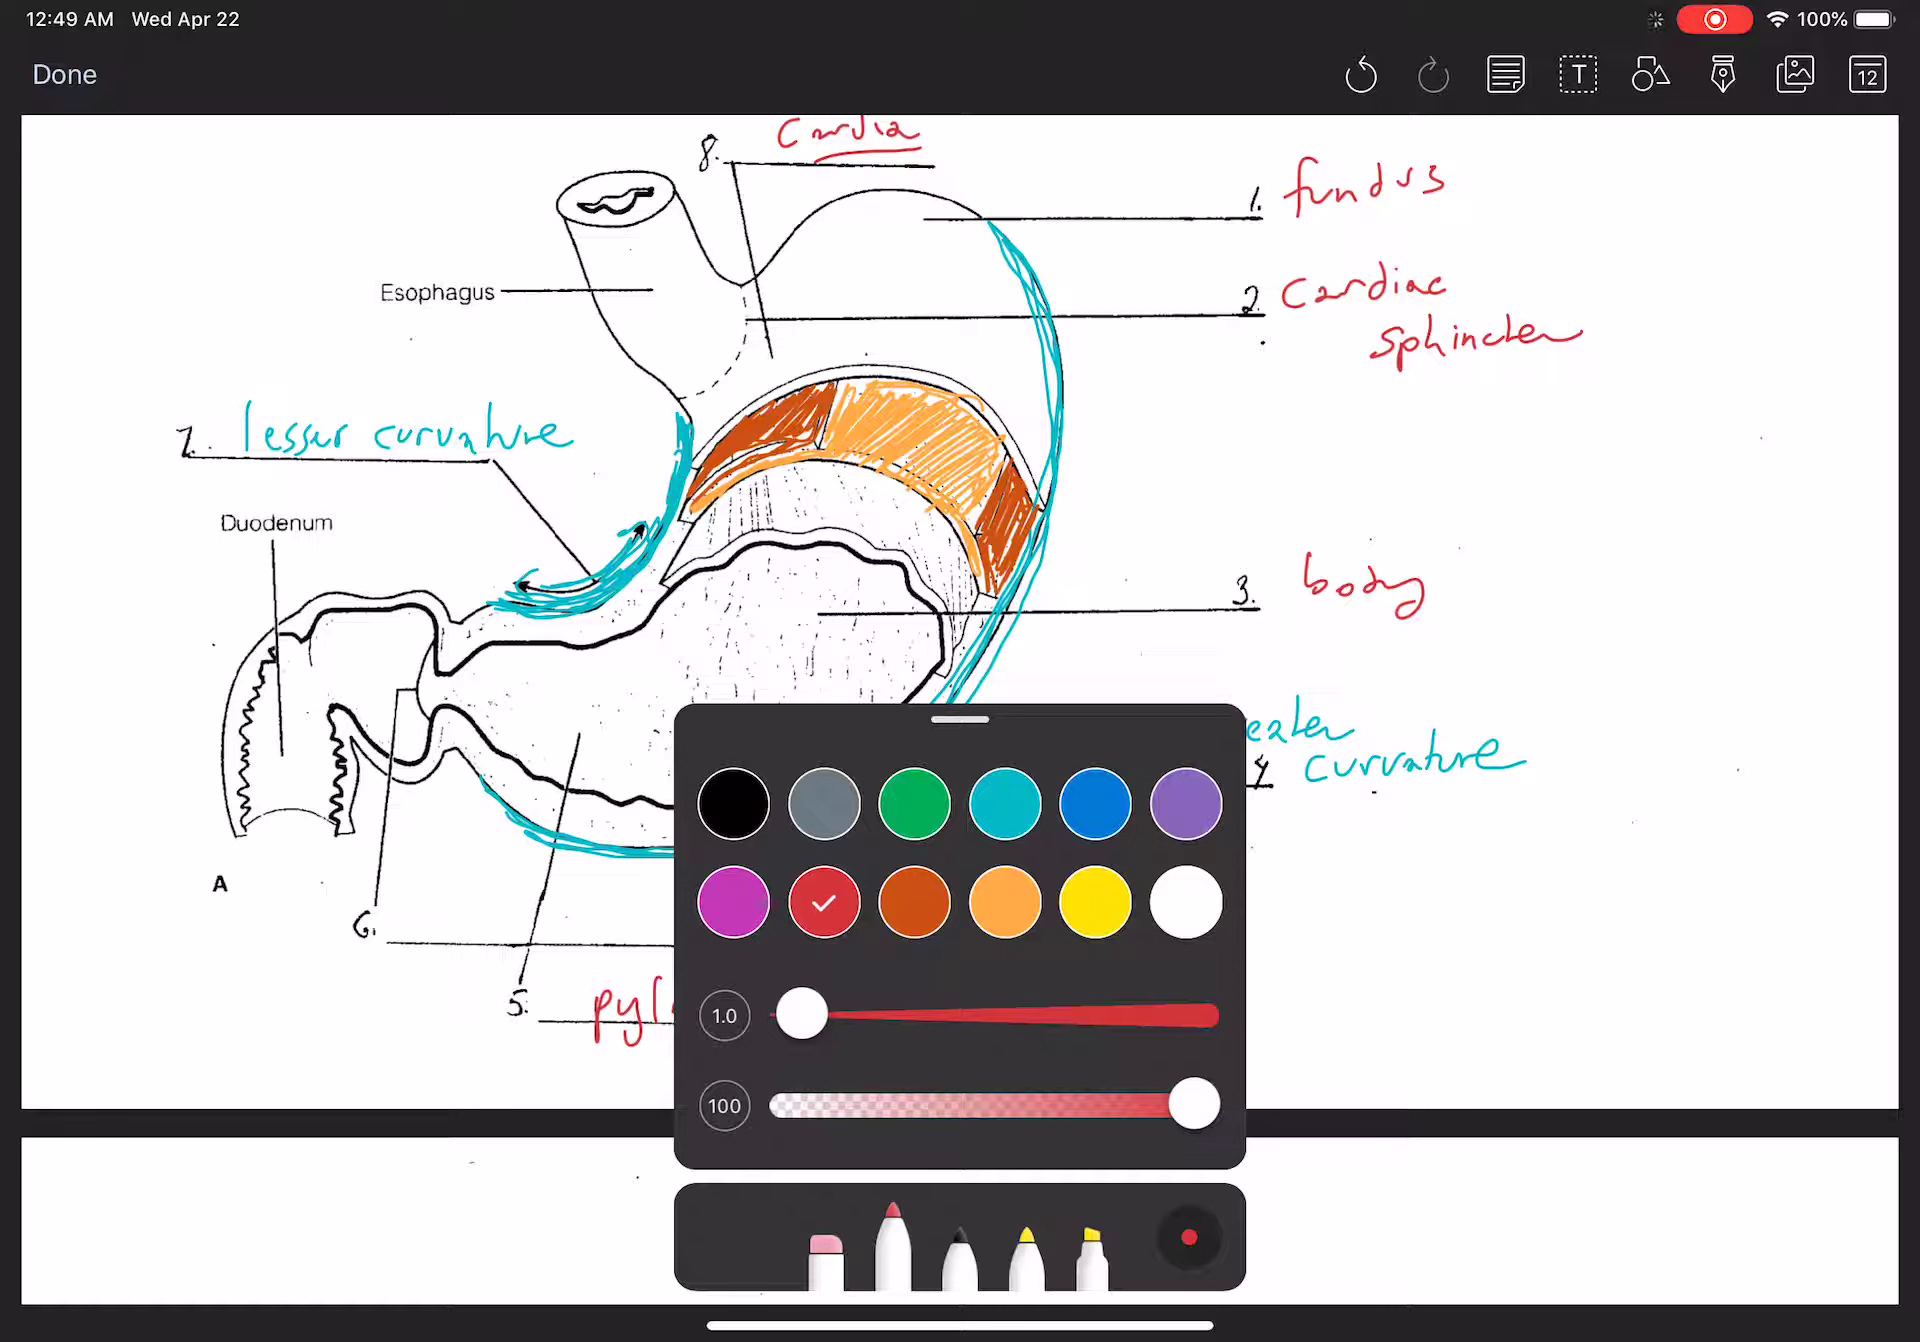 12:49 AM Wed Apr 22
100%
Done
T
12
8. Cardia
1. fundus
Esophagus
2. Cardiac
sphincter
7. lesser curvature
Duodenum
3. body
eater
4 curvature
A
6.
5. pyl
1.0
100